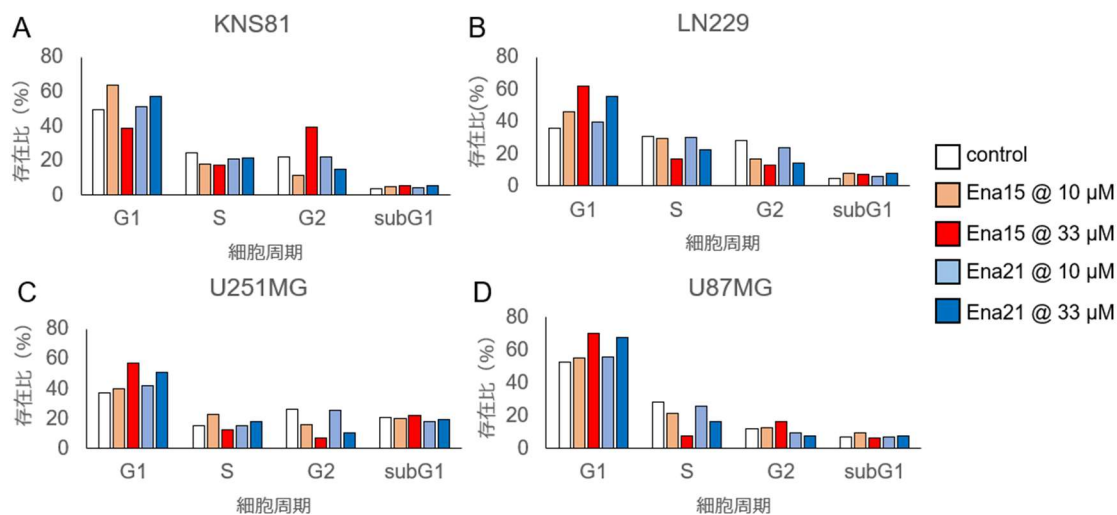 A
KNS81
80
60
40
20
0
存在比（%）
G1 S G2 subG1
細胞周期
B
LN229
80
60
40
20
0
存在比(%)
G1 S G2 subG1
細胞周期
control
Ena15 @ 10 µM
Ena15 @ 33 µM
Ena21 @ 10 µM
Ena21 @ 33 µM
C
U251MG
80
60
40
20
0
存在比（%）
G1 S G2 subG1
細胞周期
D
U87MG
80
60
40
20
0
存在比（%）
G1 S G2 subG1
細胞周期